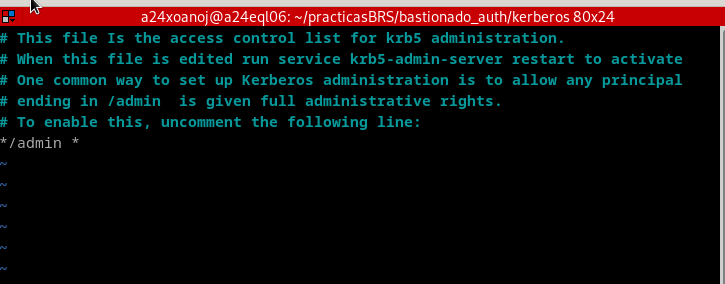 a24xoanoj@a24eql06: ~/practicasBRS/bastionado_auth/kerberos 80x24
# This file Is the access control list for krb5 administration.
# When this file is edited run service krb5-admin-server restart to activate
# One common way to set up Kerberos administration is to allow any principal
# ending in /admin  is given full administrative rights.
# To enable this, uncomment the following line:
*/admin *
~
~
~
~
~
~